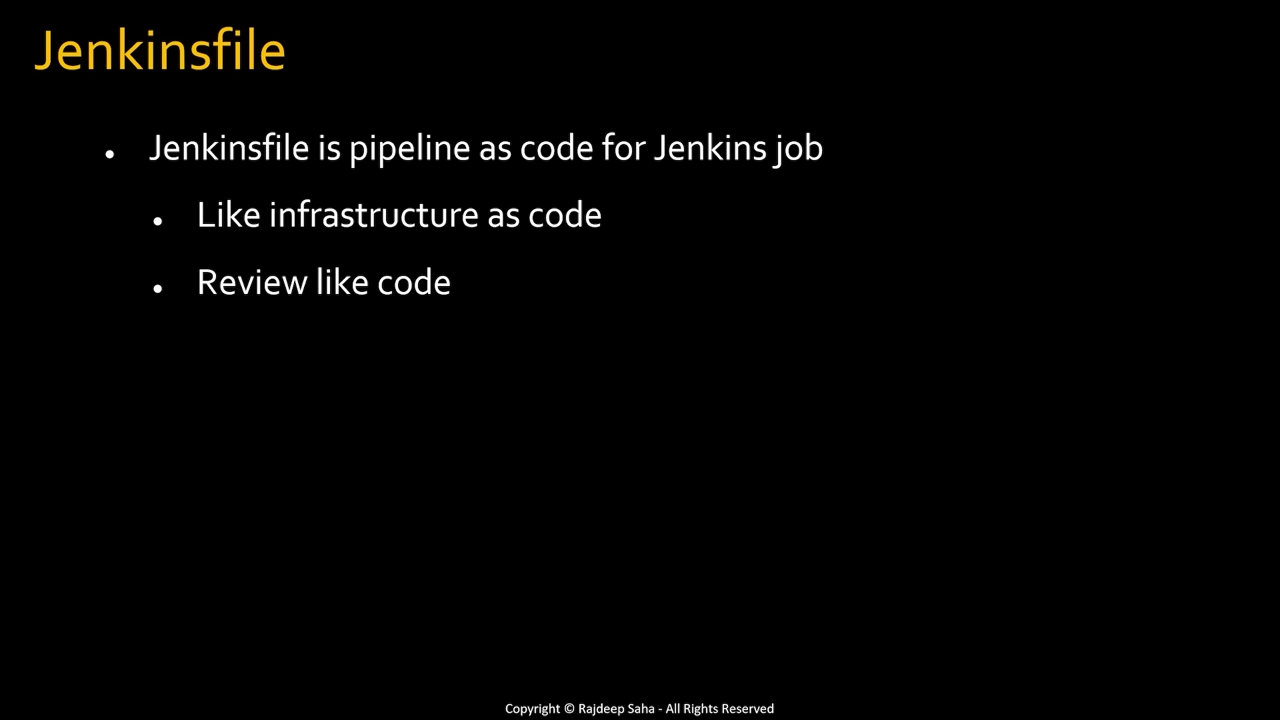 Jenkinsfile
• Jenkinsfile is pipeline as code for Jenkins job
• Like infrastructure as code
• Review like code
Copyright © Rajdeep Saha - All Rights Reserved